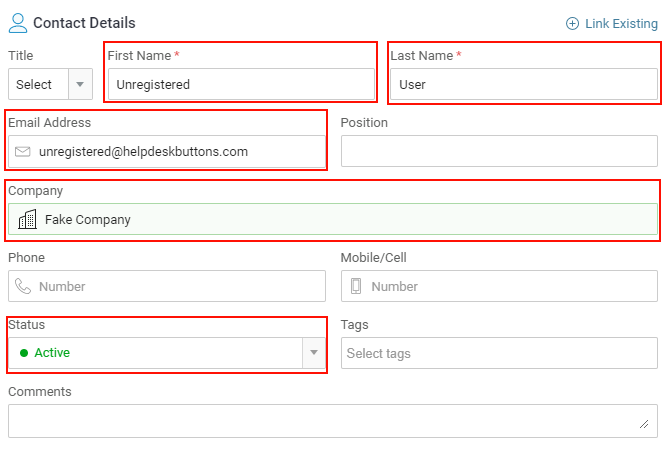 Contact Details
Link Existing
Title
First Name *
Last Name *
Select
Unregistered
User
Email Address
Position
unregistered@helpdeskbuttons.com
Company
Fake Company
Phone
Mobile/Cell
Number
Number
Status
Tags
Active
Select tags
Comments